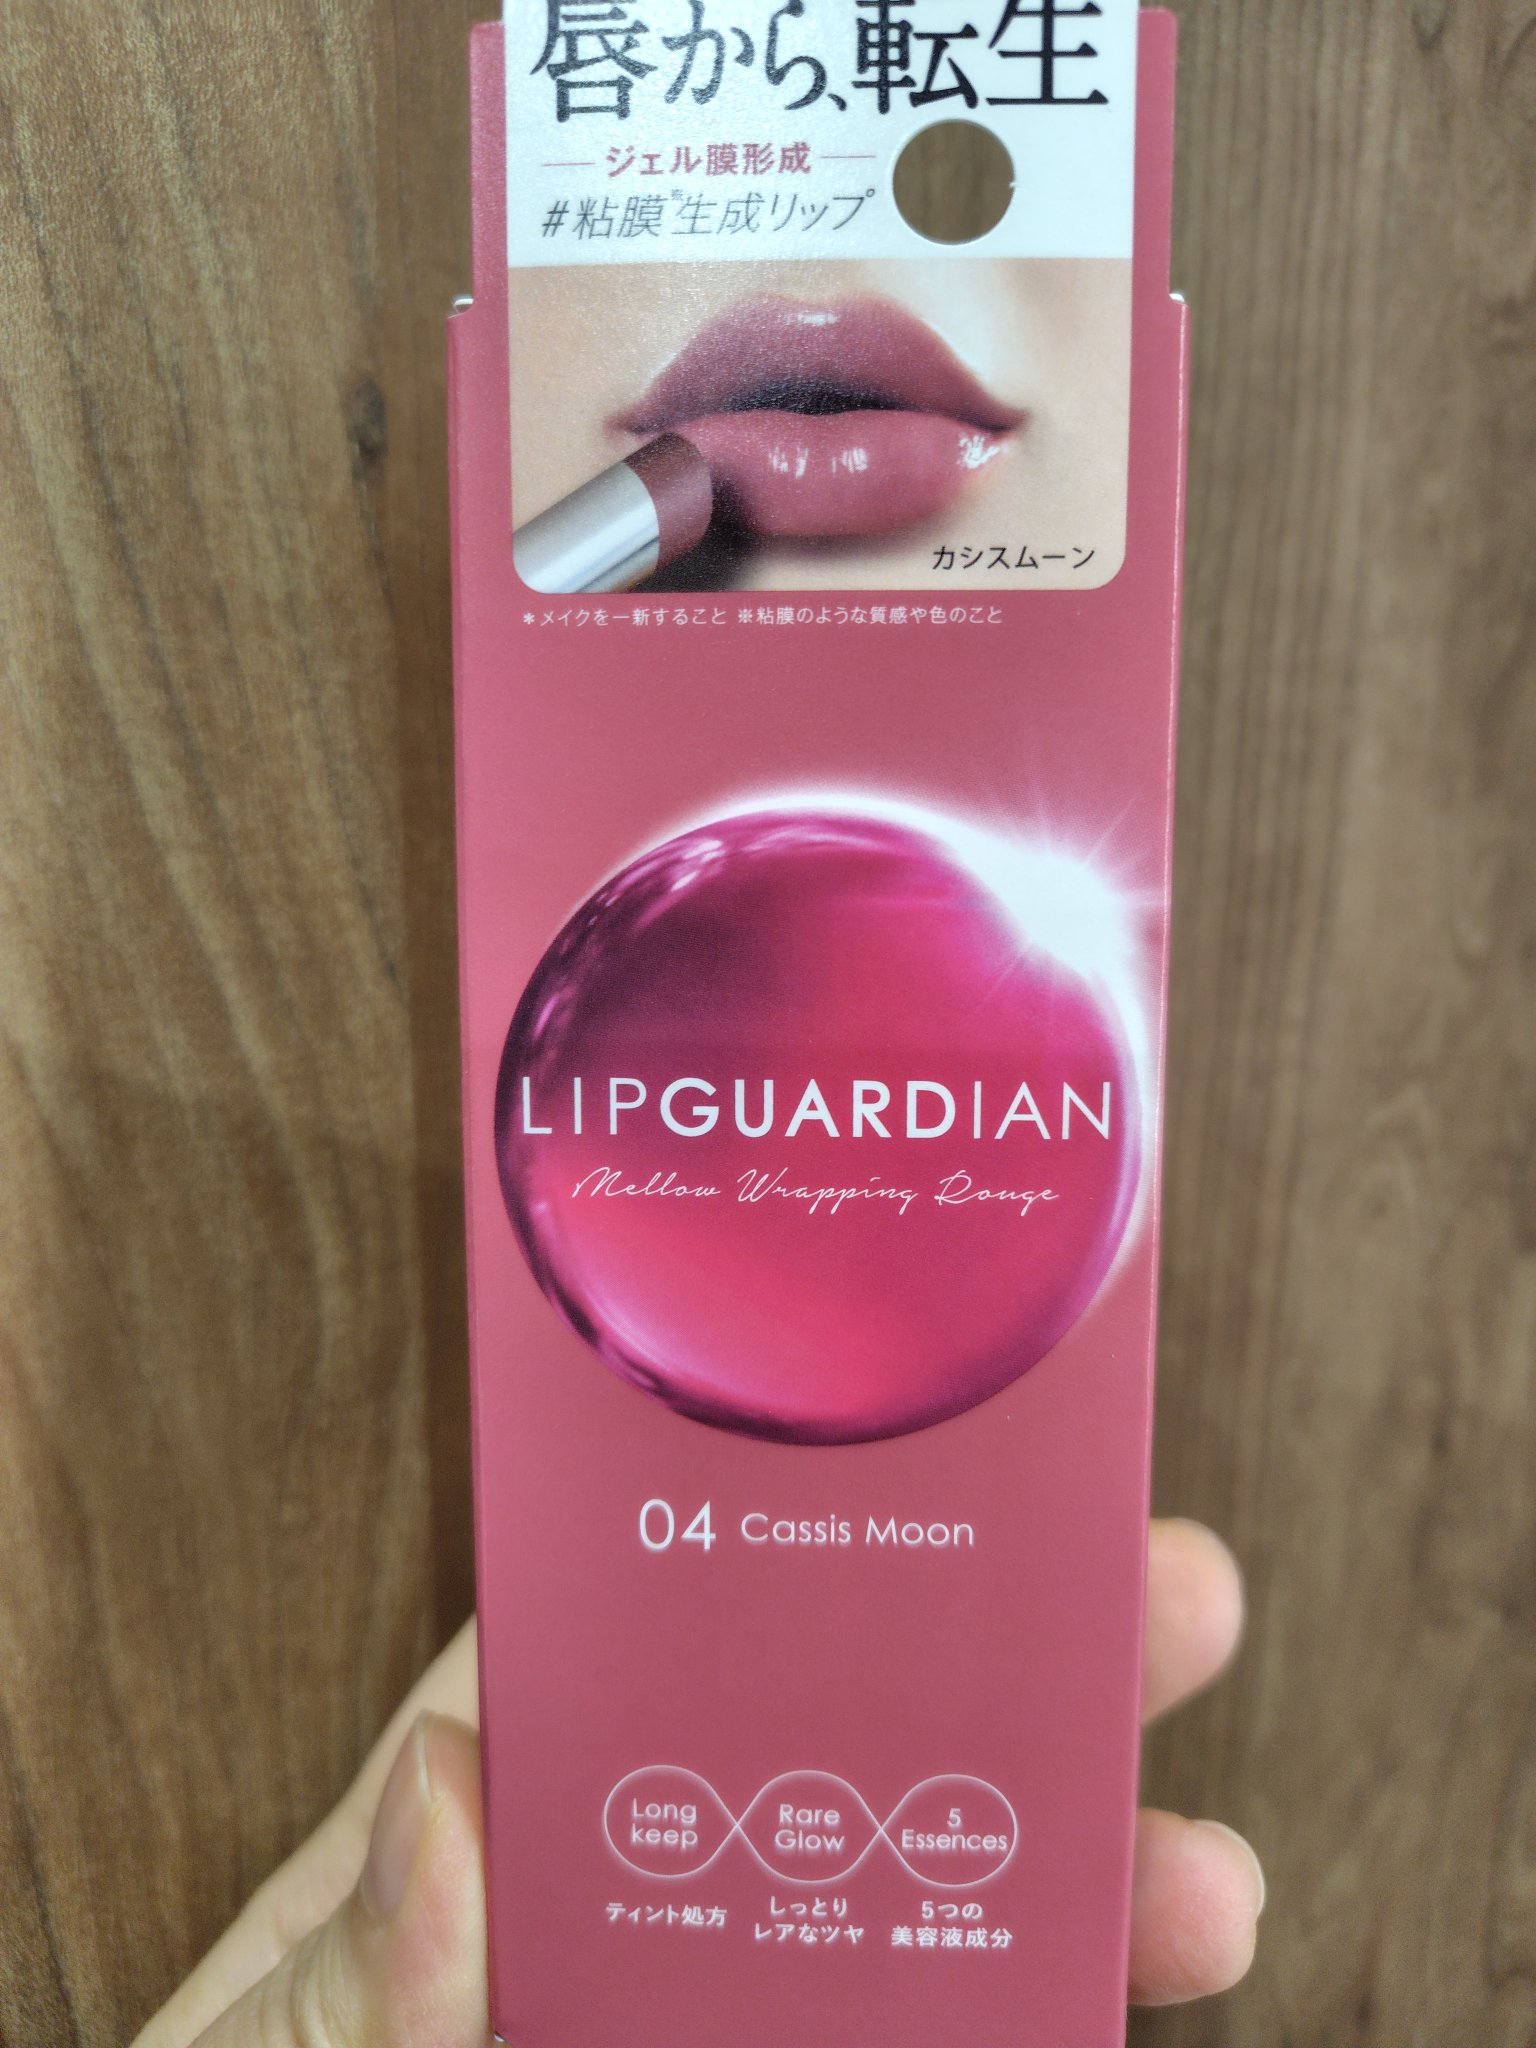 唇から、転生
ジェル膜形成
#粘膜※生成リップ
カシスムーン
*メイクを一新すること ※粘膜のような質感や色のこと
LIPGUARDIAN
Mellow Wrapping Rouge
04 Cassis Moon
Long keep
ティント処方
Rare Glow
しっとり
レアなツヤ
5 Essences
5つの
美容液成分